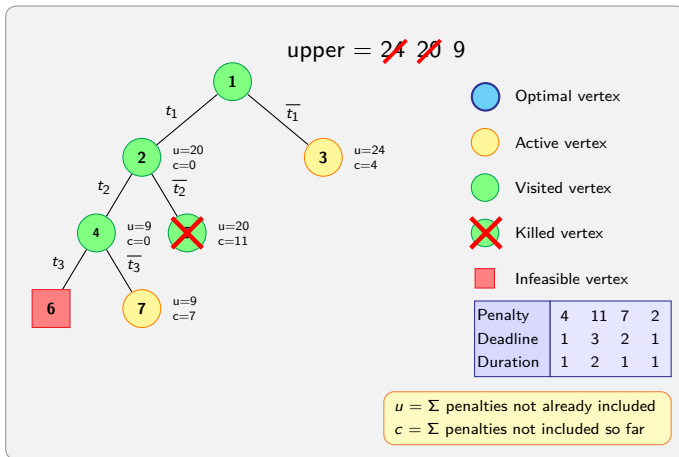 upper = 24 20 9
1
t1
t1
2
u=20
c=0
3
u=24
c=4
t2
t2
4
u=9
c=0
u=20
c=11
t3
t3
6
7
u=9
c=7
Optimal vertex
Active vertex
Visited vertex
Killed vertex
Infeasible vertex
Penalty 4 11 7 2
Deadline 1 3 2 1
Duration 1 2 1 1
u = Σ penalties not already included
c = Σ penalties not included so far